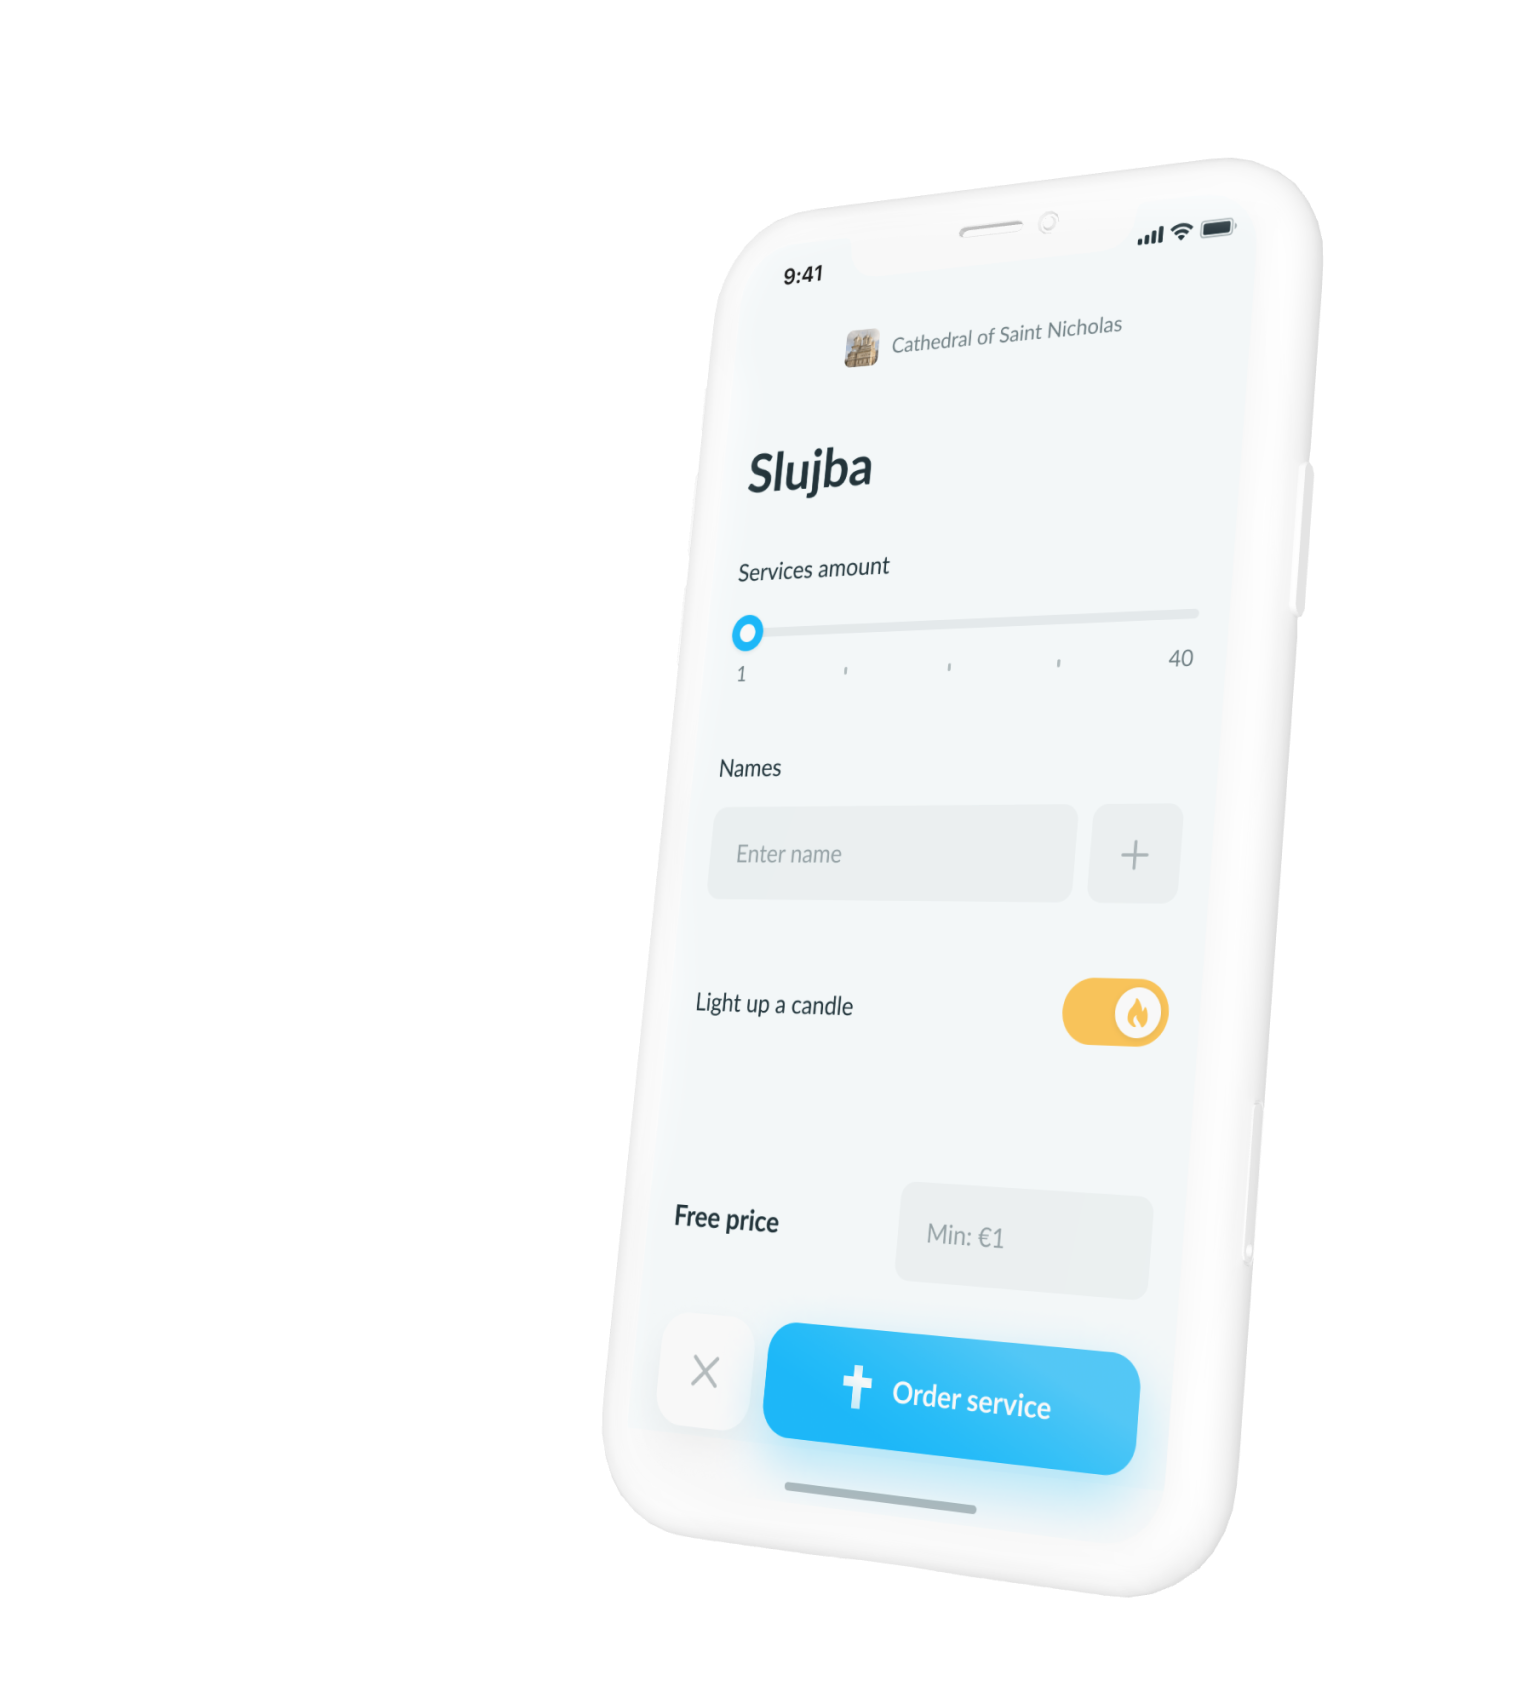 9:41
Cathedral of Saint Nicholas
Slujba
Services amount
1
40
Names
Enter name
Light up a candle
Free price
Min: €1
Order service